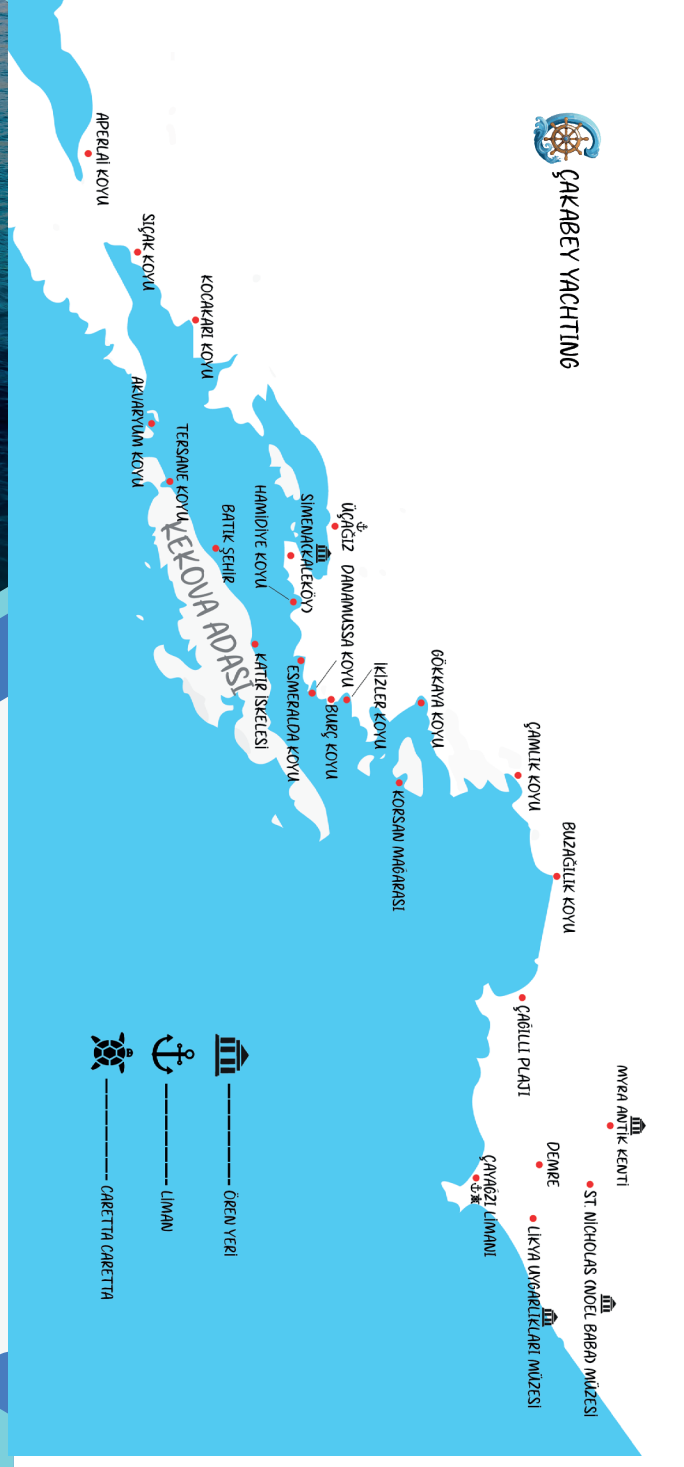 ÇAKABEY YACHTING
MYRA ANTİK KENTİ
ST. NİCHOLAS (NOEL BABA) MÜZESİ
DEMRE
LİKYA UYGARLIKLARI MÜZESİ
ÇAYAĞZI LİMANI
ÇAĞILLI PLAJI
BUZAĞILIK KOYU
ÇAMLIK KOYU
GÖKKAYA KOYU
KORSAN MAĞARASI
İKİZLER KOYU
BURÇ KOYU
DANAMUSSA KOYU
ESMERALDA KOYU
ÜÇAĞIZ
SİMENA(KALEKÖY)
HAMİDİYE KOYU
KATIR İSKELESİ
BATIK ŞEHİR
KEKOVA ADASI
TERSANE KOYU
AKVARYUM KOYU
KOCAKARI KOYU
SIÇAK KOYU
APERLAİ KOYU
ÖREN YERİ
LİMAN
CARETTA CARETTA